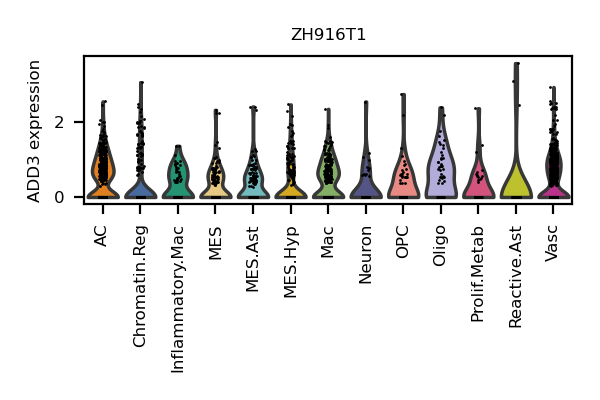 ZH916T1
ADD3 expression
2
0
AC
Chromatin.Reg
Inflammatory.Mac
MES
MES.Ast
MES.Hyp
Mac
Neuron
OPC
Oligo
Prolif.Metab
Reactive.Ast
Vasc